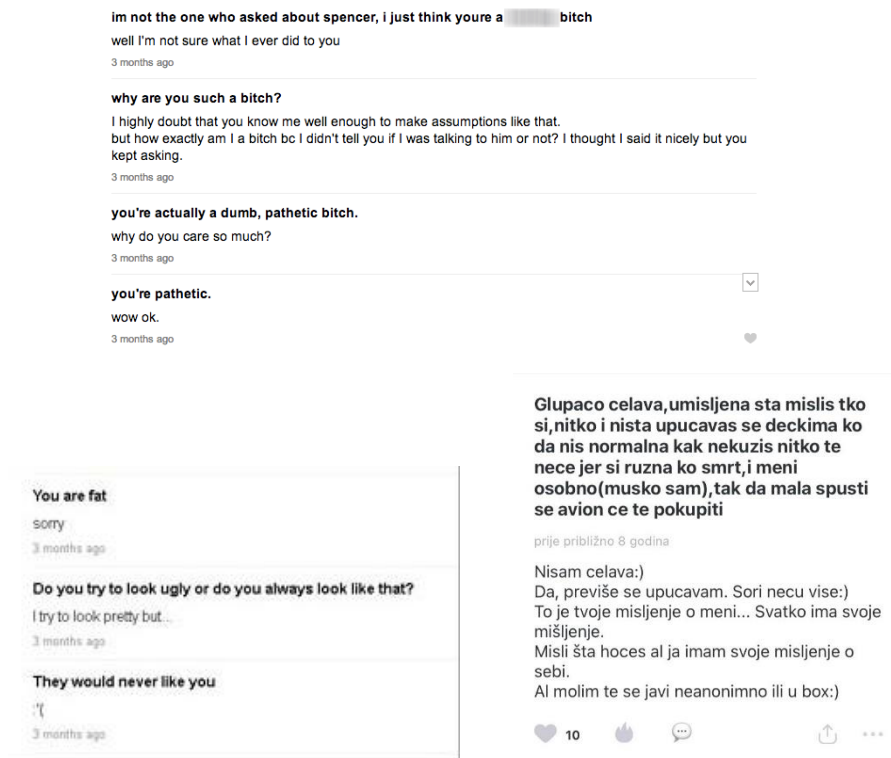 im not the one who asked about spencer, i just think youre a bitch
well I'm not sure what I ever did to you
3 months ago
why are you such a bitch?
I highly doubt that you know me well enough to make assumptions like that.
but how exactly am I a bitch bc I didn't tell you if I was talking to him or not? I thought I said it nicely but you
kept asking.
3 months ago
you're actually a dumb, pathetic bitch.
why do you care so much?
3 months ago
you're pathetic.
wow ok.
3 months ago
You are fat
sorry
3 months ago
Do you try to look ugly or do you always look like that?
I try to look pretty but...
3 months ago
They would never like you
:'(
3 months ago
Glupaco celava,umisljena sta mislis tko
si,nitko i nista upucavas se deckima ko
da nis normalna kak nekuzis nitko te
nece jer si ruzna ko smrt,i meni
osobno(musko sam),tak da mala spusti
se avion ce te pokupiti
prije približno 8 godina
Nisam celava:)
Da, previše se upucavam. Sori necu vise:)
To je tvoje misljenje o meni... Svatko ima svoje
mišljenje.
Misli šta hoces al ja imam svoje misljenje o
sebi.
Al molim te se javi neanonimno ili u box:)
10